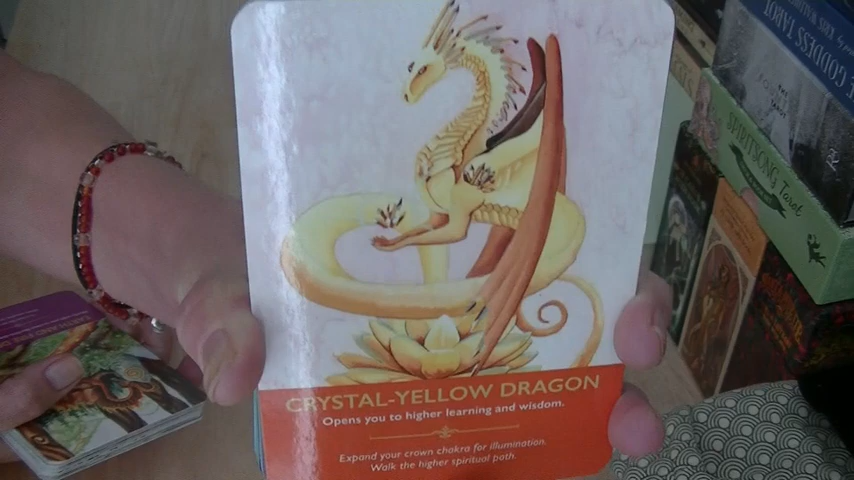 CRYSTAL-YELLOW DRAGON
Opens you to higher learning and wisdom.
Expand your crown chakra for illumination.
Walk the higher spiritual path.
GODDESS TAROT
SPIRITSONG Tarot